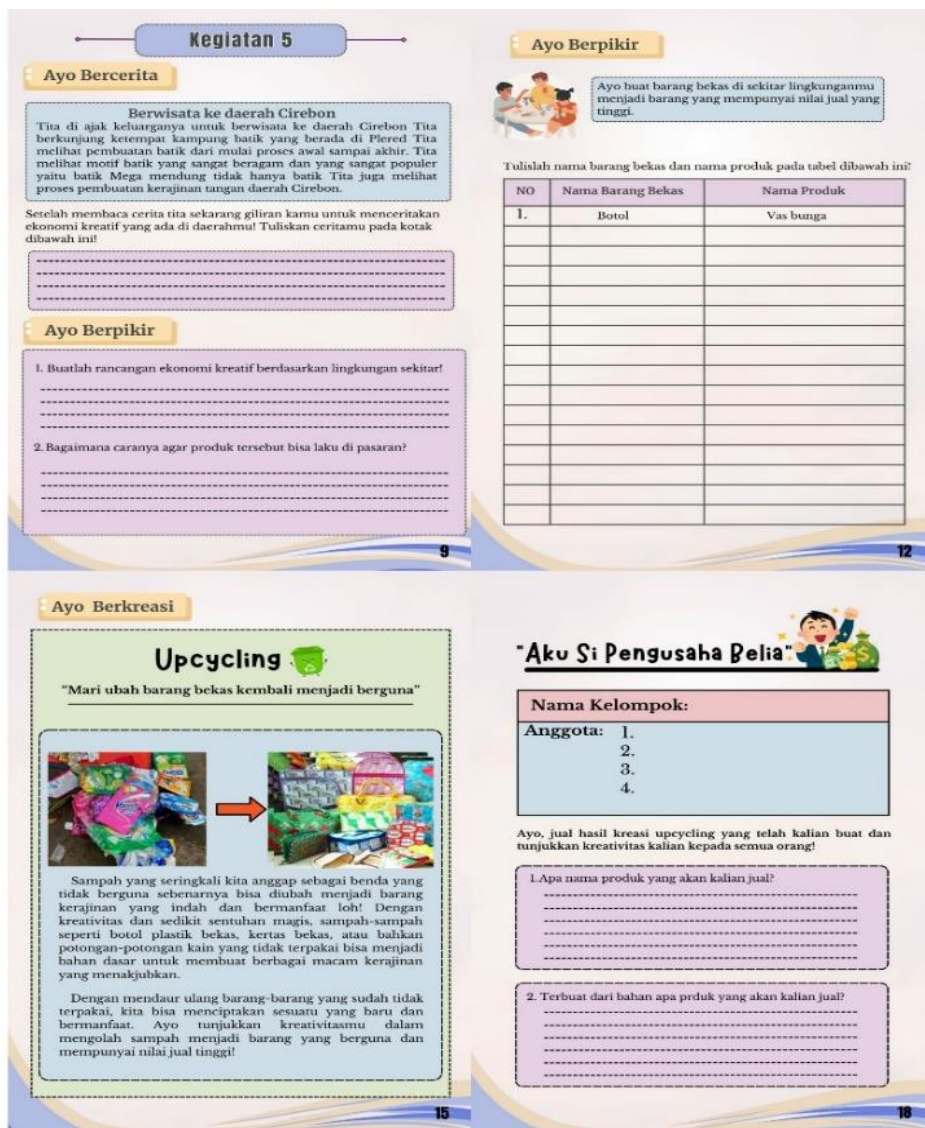 Kegiatan 5
Ayo Bercerita
Berwisata ke daerah Cirebon
Tita di ajak keluarganya untuk berwisata ke daerah Cirebon Tita
berkunjung ketempat kampung batik yang berada di Plered Tita
melihat pembuatan batik dari mulai proses awal sampai akhir. Tita
melihat motif batik yang sangat beragam dan yang sangat populer
yaitu batik Mega mendung tidak hanya batik Tita juga melihat
proses pembuatan kerajinan tangan daerah Cirebon.
Setelah membaca cerita tita sekarang giliran kamu untuk menceritakan
ekonomi kreatif yang ada di daerahmu! Tuliskan ceritamu pada kotak
dibawah ini!
Ayo Berpikir
1. Buatlah rancangan ekonomi kreatif berdasarkan lingkungan sekitar!
2. Bagaimana caranya agar produk tersebut bisa laku di pasaran?
9
Ayo Berpikir
Ayo buat barang bekas di sekitar lingkunganmu
menjadi barang yang mempunyai nilai jual yang
tinggi.
Tulislah nama barang bekas dan nama produk pada tabel dibawah ini!
NO Nama Barang Bekas Nama Produk
1. Botol Vas bunga
12
Ayo Berkreasi
Upcycling
"Mari ubah barang bekas kembali menjadi berguna"
Sampah yang seringkali kita anggap sebagai benda yang
tidak berguna sebenarnya bisa diubah menjadi barang
kerajinan yang indah dan bermanfaat loh! Dengan
kreativitas dan sedikit sentuhan magis, sampah-sampah
seperti botol plastik bekas, kertas bekas, atau bahkan
potongan-potongan kain yang tidak terpakai bisa menjadi
bahan dasar untuk membuat berbagai macam kerajinan
yang menakjubkan.
Dengan mendaur ulang barang-barang yang sudah tidak
terpakai, kita bisa menciptakan sesuatu yang baru dan
bermanfaat. Ayo tunjukkan kreativitasmu dalam
mengolah sampah menjadi barang yang berguna dan
mempunyai nilai jual tinggi!
15
"Aku Si Pengusaha Belia"
Nama Kelompok:
Anggota: 1.
2.
3.
4.
Ayo, jual hasil kreasi upcycling yang telah kalian buat dan
tunjukkan kreativitas kalian kepada semua orang!
1.Apa nama produk yang akan kalian jual?
2. Terbuat dari bahan apa prduk yang akan kalian jual?
18